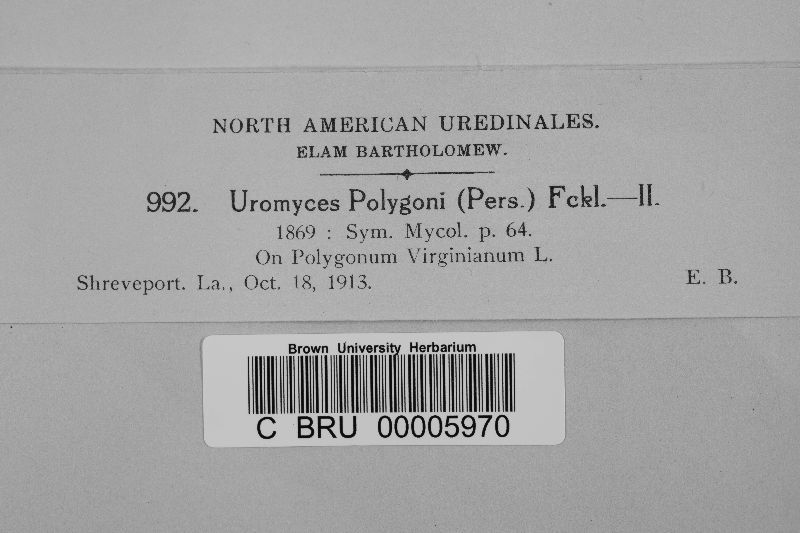 NORTH AMERICAN UREDINALES.
ELAM BARTHOLOMEW.
992. Uromyces Polygoni (Pers.) Fckl.—II.
1869 : Sym. Mycol. p. 64.
On Polygonum Virginianum L.
Shreveport. La., Oct. 18, 1913. E. B.
Brown University Herbarium
C BRU 00005970